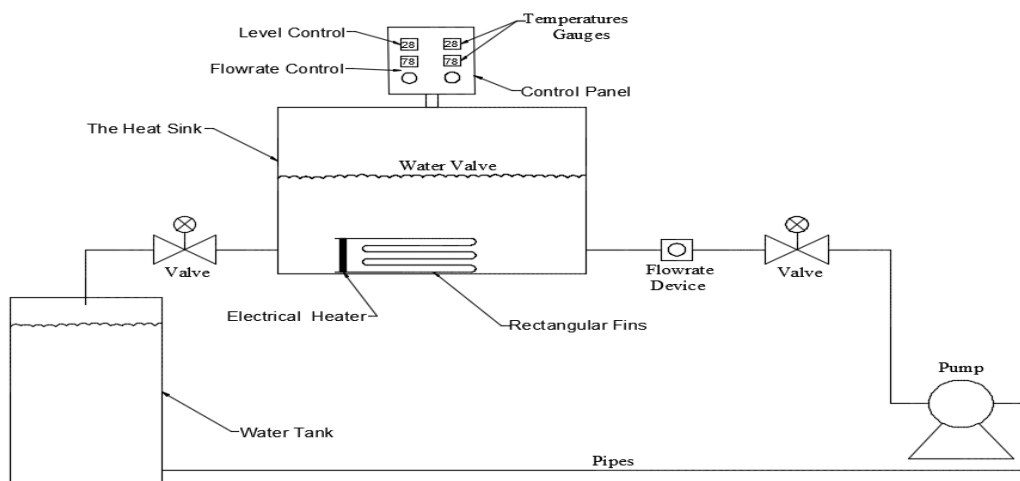 Temperatures
Gauges
Level Control
28
28
78
78
Flowrate Control
Control Panel
The Heat Sink
Water Valve
Valve
Flowrate
Device
Valve
Electrical Heater
Rectangular Fins
Pump
Water Tank
Pipes